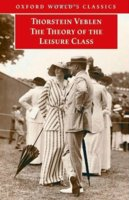 OXFORD WORLD'S CLASSICS
THORSTEIN VEBLEN
THE THEORY OF THE
LEISURE CLASS